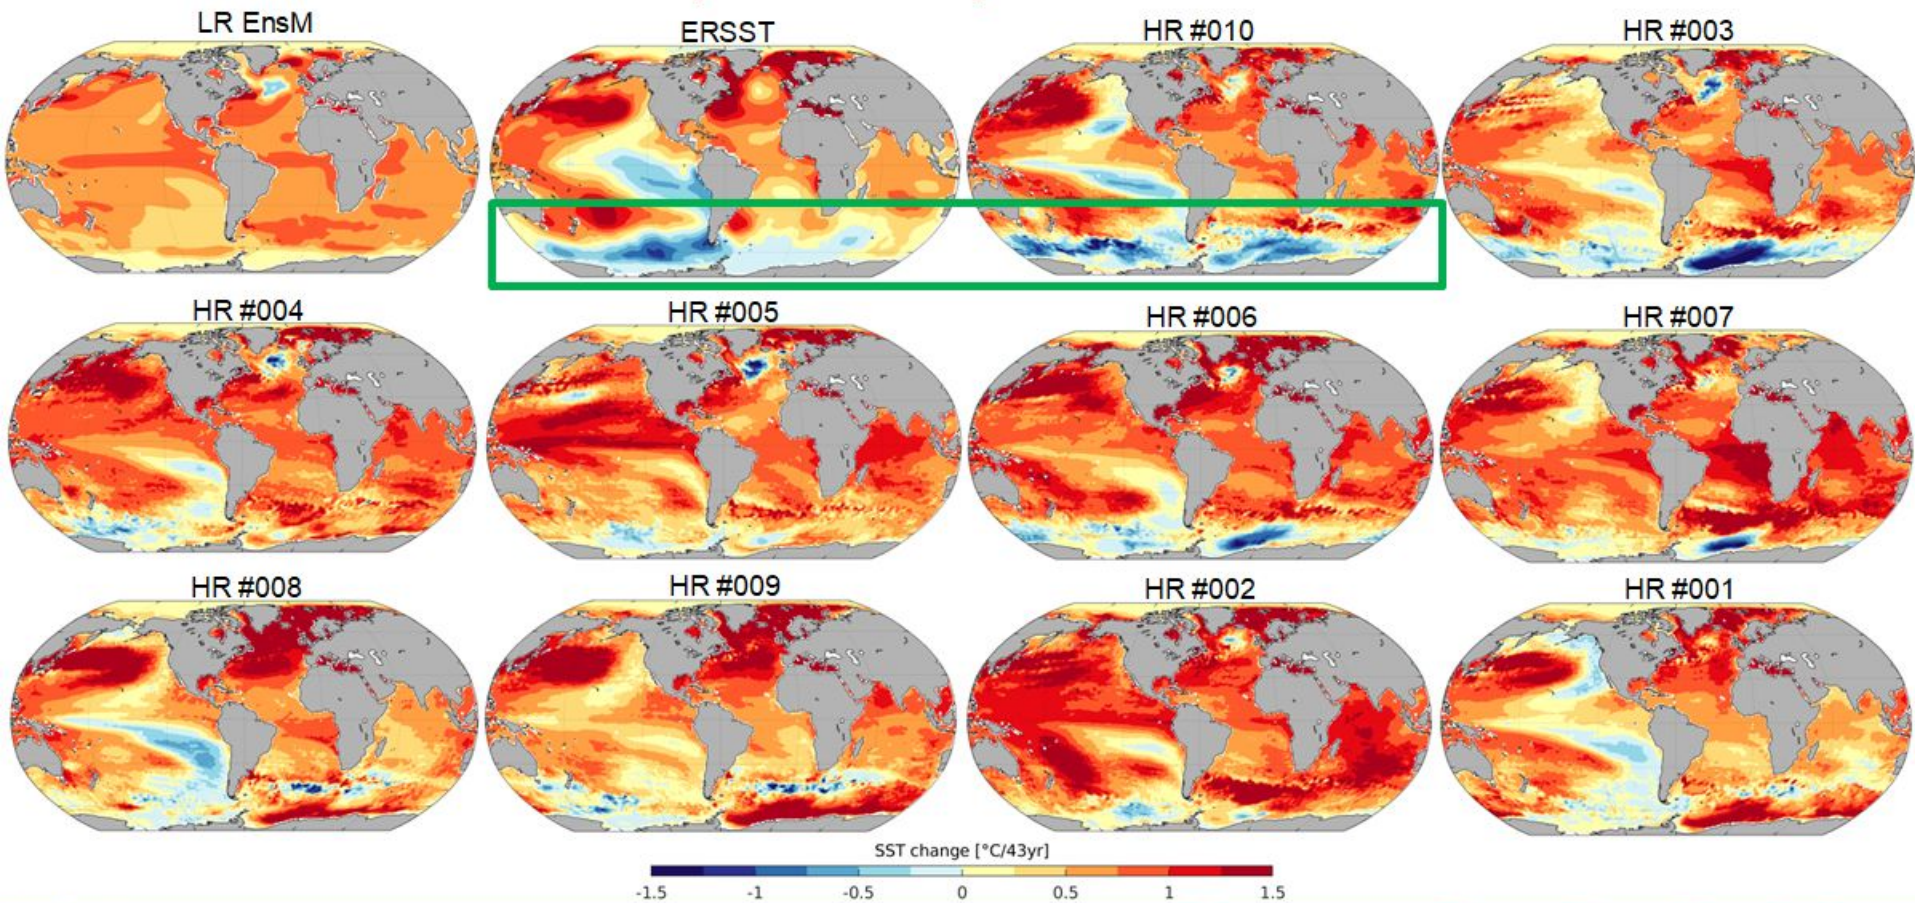 LR EnsM
ERSST
HR #010
HR #003
HR #004
HR #005
HR #006
HR #007
HR #008
HR #009
HR #002
HR #001
SST change [°C/43yr]
-1.5 -1 -0.5 0 0.5 1 1.5